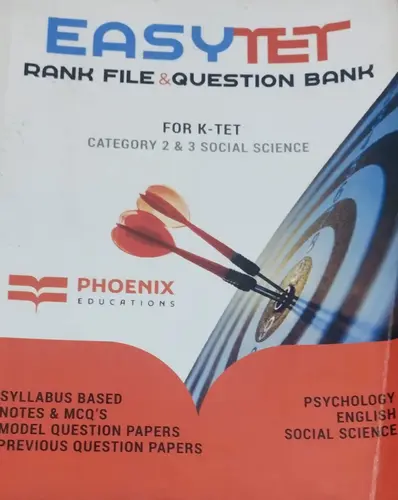 EASYTET
RANK FILE & QUESTION BANK
FOR K-TET
CATEGORY 2 & 3 SOCIAL SCIENCE
PHOENIX
EDUCATIONS
SYLLABUS BASED
NOTES & MCQ'S
MODEL QUESTION PAPERS
PREVIOUS QUESTION PAPERS
PSYCHOLOGY
ENGLISH
SOCIAL SCIENCE